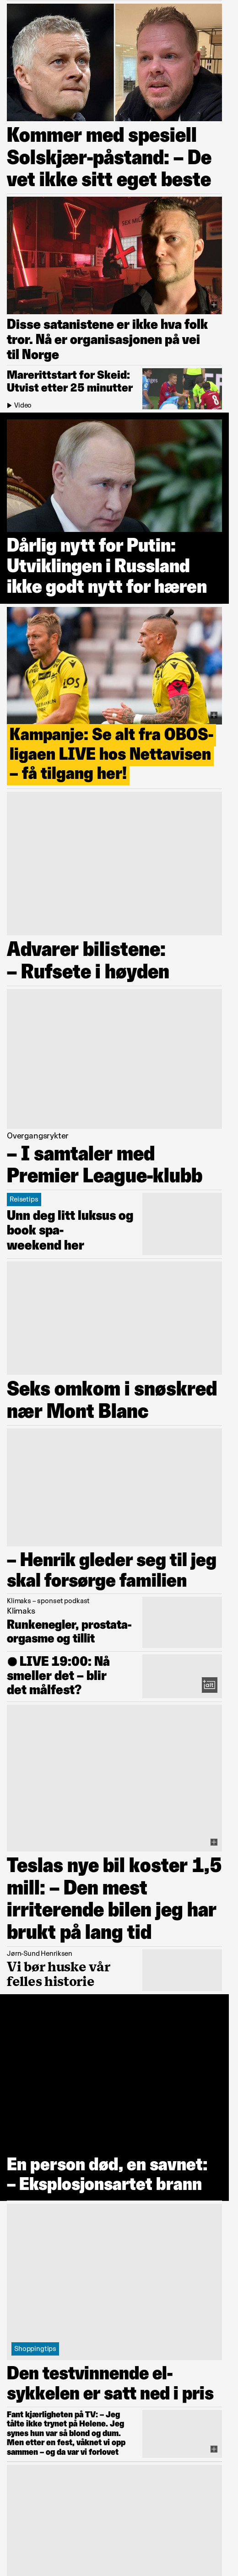 Kommer med spesiell
Solskjær-påstand: – De
vet ikke sitt eget beste
Disse satanistene er ikke hva folk
tror. Nå er organisasjonen på vei
til Norge
Marerittstart for Skeid:
Utvist etter 25 minutter
Video
Dårlig nytt for Putin:
Utviklingen i Russland
ikke godt nytt for hæren
Kampanje: Se alt fra OBOS-
ligaen LIVE hos Nettavisen
– få tilgang her!
Advarer bilistene:
– Rufsete i høyden
Overgangsrykter
– I samtaler med
Premier League-klubb
Reisetips
Unn deg litt luksus og
book spa-
weekend her
Seks omkom i snøskred
nær Mont Blanc
– Henrik gleder seg til jeg
skal forsørge familien
Klimaks – sponset podkast
Klimaks
Runkenegler, prostata-
orgasme og tillit
LIVE 19:00: Nå
smeller det – blir
det målfest?
Teslas nye bil koster 1,5
mill: – Den mest
irriterende bilen jeg har
brukt på lang tid
Jørn-Sund Henriksen
Vi bør huske vår
felles historie
En person død, en savnet:
– Eksplosjonsartet brann
Shoppingtips
Den testvinnende el-
sykkelen er satt ned i pris
Fant kjærligheten på TV: – Jeg
tålte ikke trynet på Helene. Jeg
synes hun var så blond og dum.
Men etter en fest, våknet vi opp
sammen – og da var vi forlovet